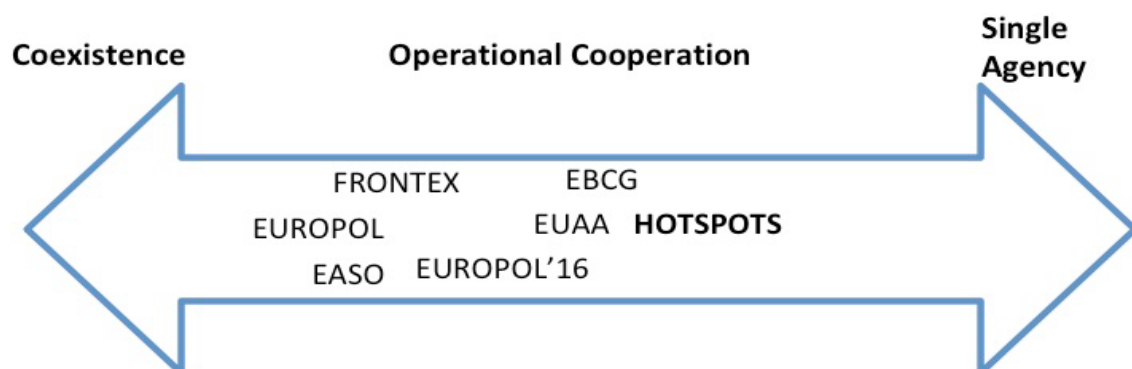 Coexistence
Operational Cooperation
Single
Agency
FRONTEX
EBCG
EUROPOL
EUAA
HOTSPOTS
EASO
EUROPOL’16